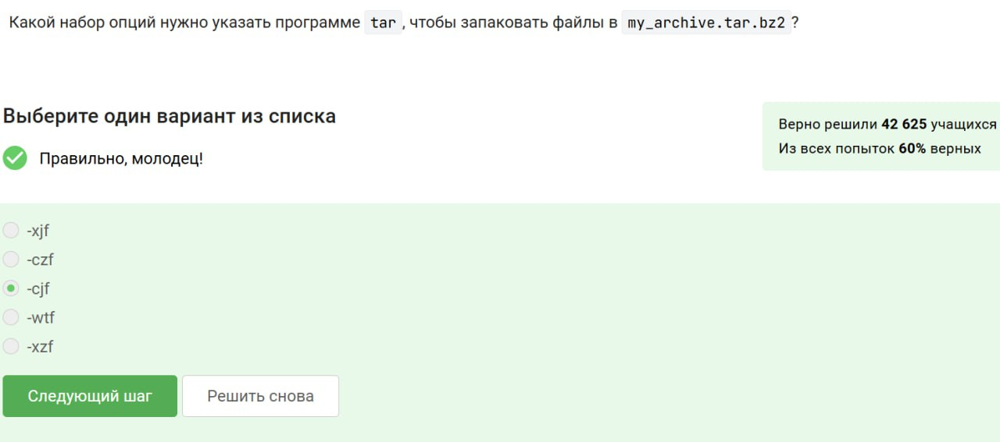 Какой набор опций нужно указать программе tar, чтобы запаковать файлы в my_archive.tar.bz2?
Выберите один вариант из списка
Правильно, молодец!
Верно решили 42 625 учащихся
Из всех попыток 60% верных
-xjf
-czf
-cjf
-wtf
-xzf
Следующий шаг
Решить снова